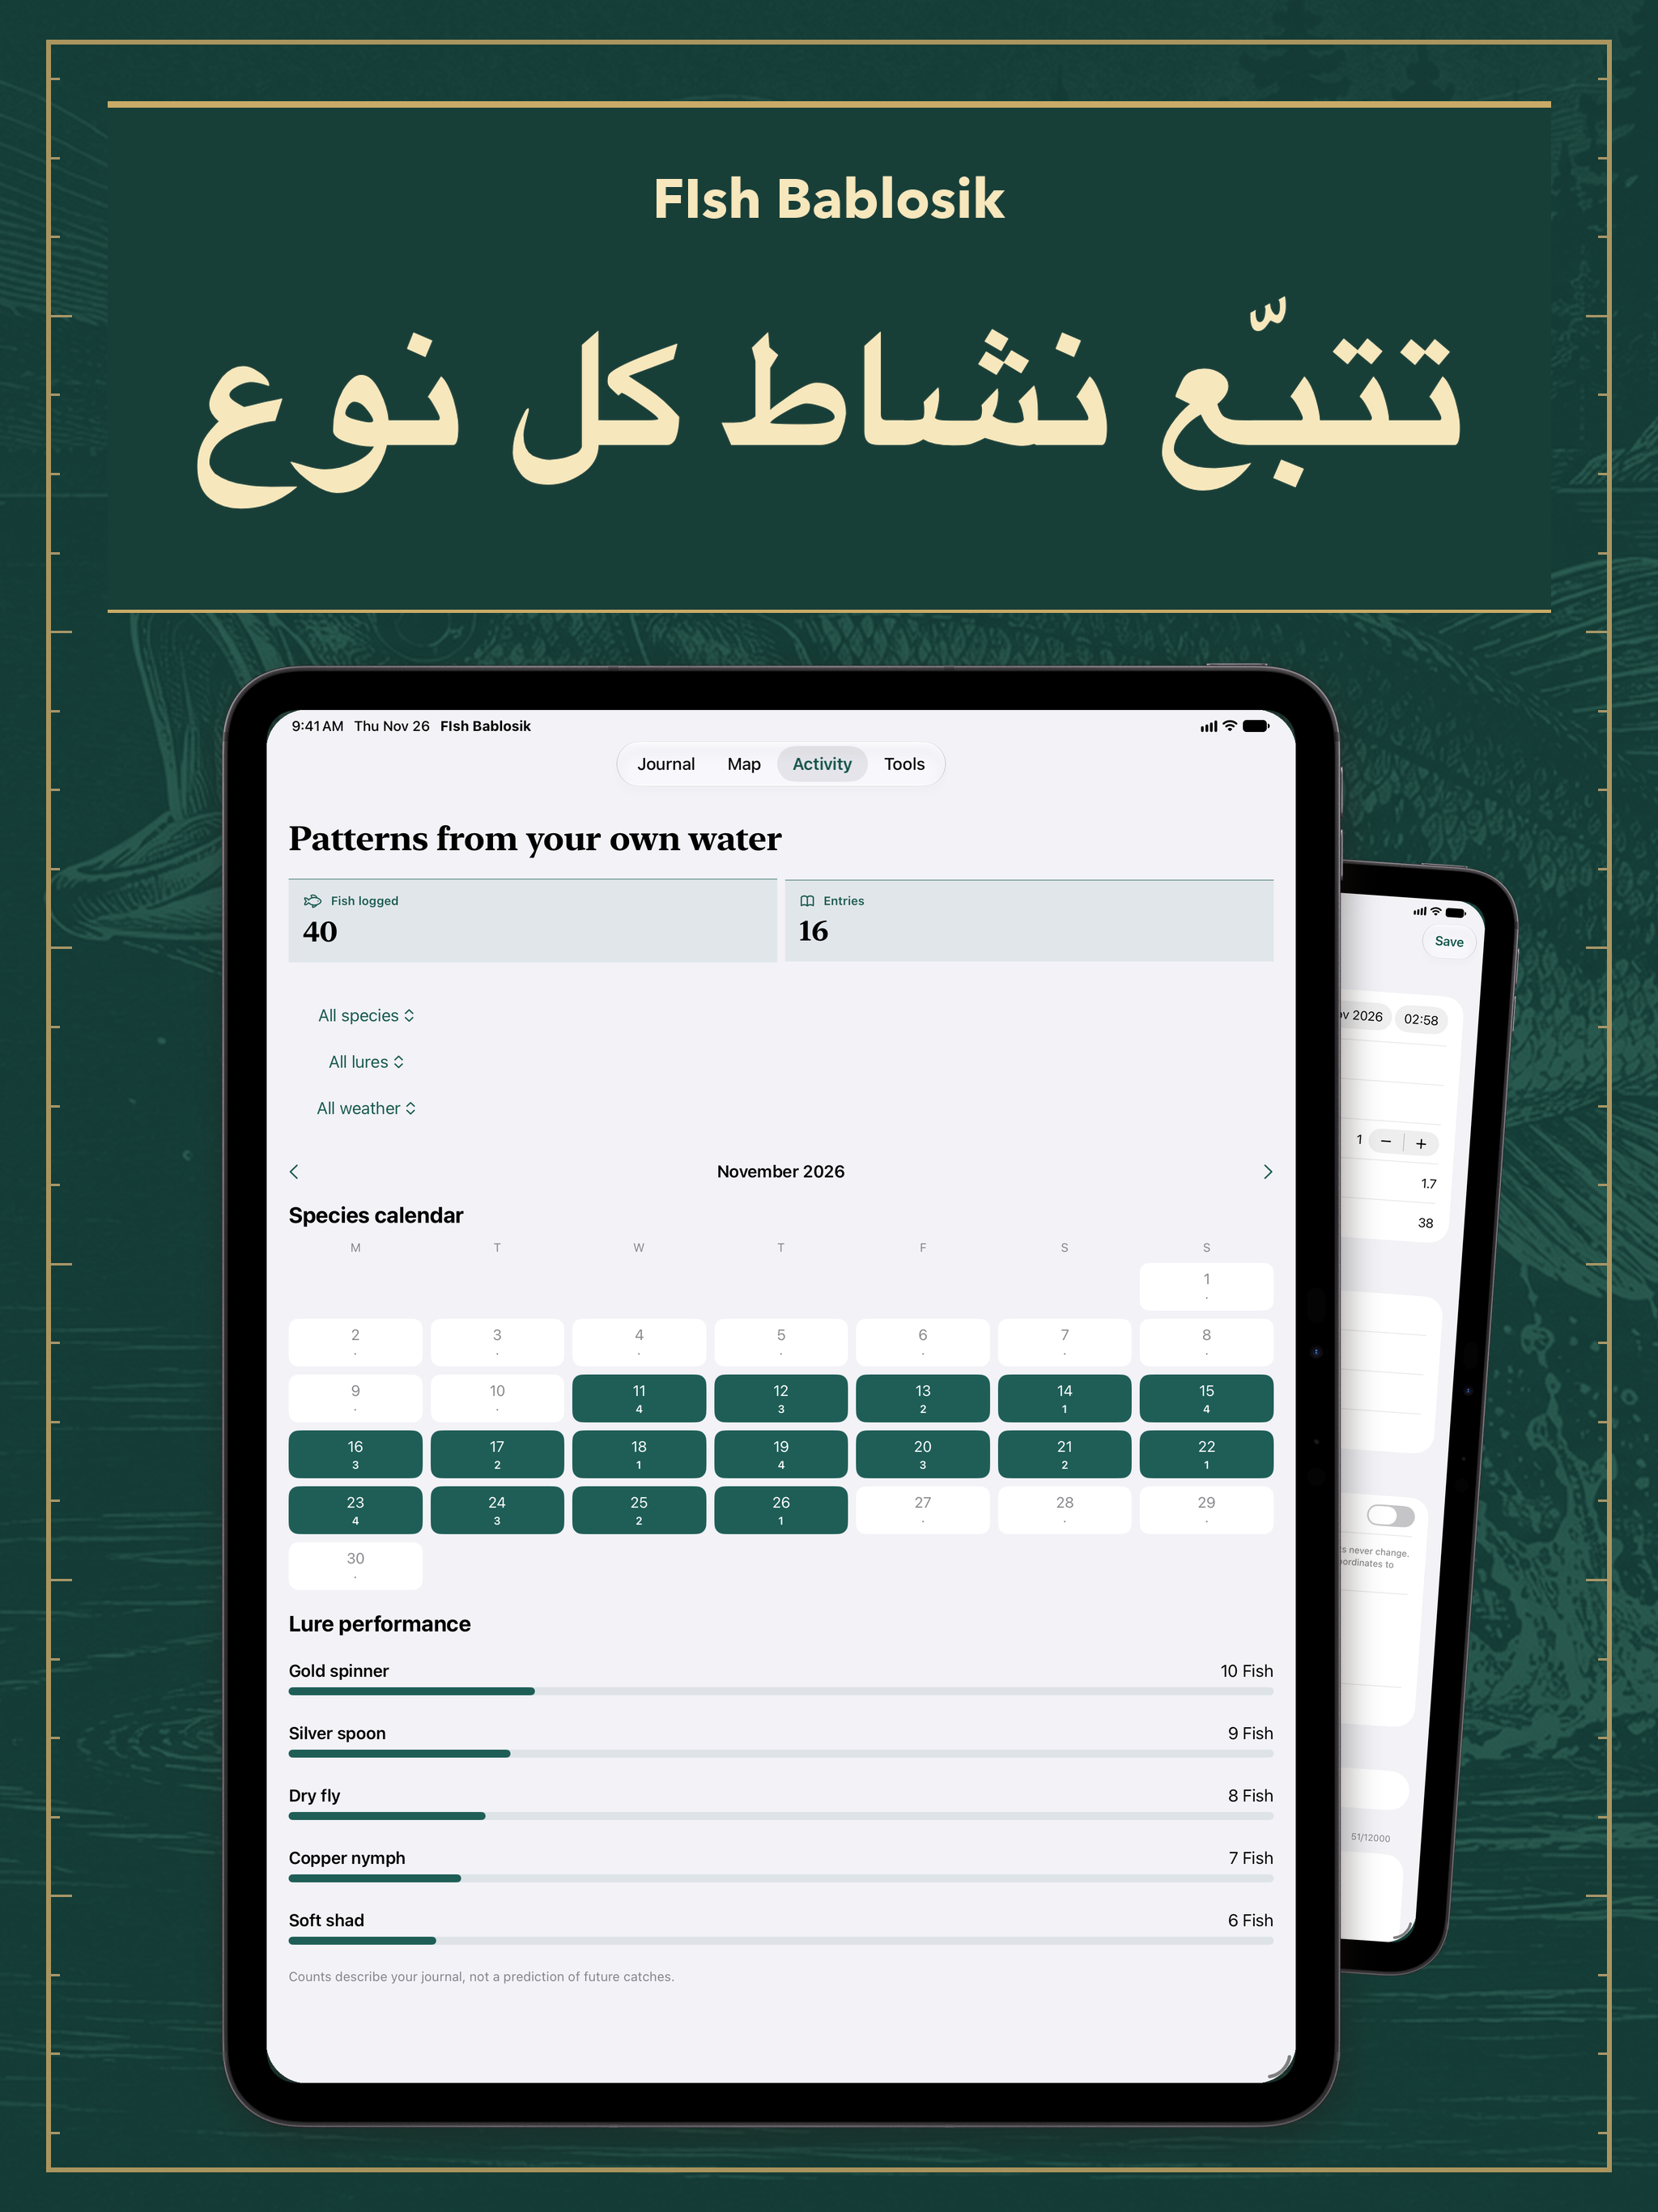 FIsh Bablosik
تتبّع نشاط كل نوع
9:41 AM Thu Nov 26 FIsh Bablosik
Journal Map Activity Tools
Patterns from your own water
Fish logged
40
Entries
16
All species
All lures
All weather
November 2026
Species calendar
M T W T F S S
1
2 3 4 5 6 7 8
9 10 11 12 13 14 15
4 3 2 1 4
16 17 18 19 20 21 22
3 2 1 4 3 2 1
23 24 25 26 27 28 29
4 3 2 1
30
Lure performance
Gold spinner 10 Fish
Silver spoon 9 Fish
Dry fly 8 Fish
Copper nymph 7 Fish
Soft shad 6 Fish
Counts describe your journal, not a prediction of future catches.
Save
2026 02:58
1 − +
1.7
38
never change.
to
51/12000